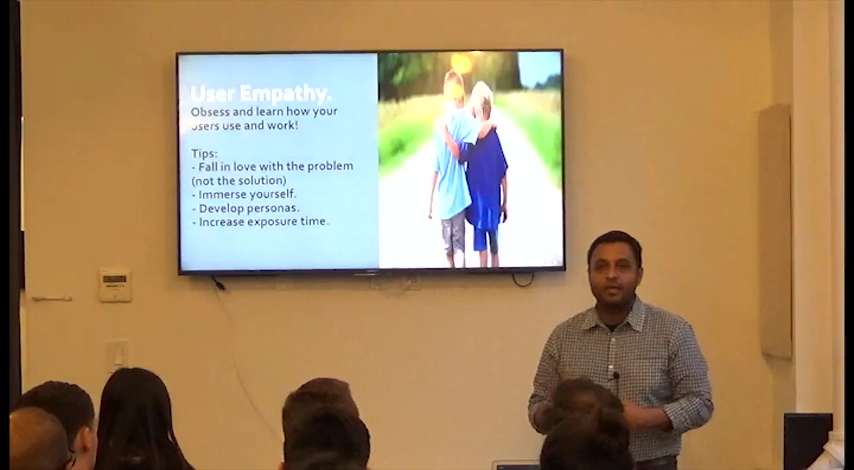 User Empathy.
Obsess and learn how your
users use and work!
Tips:
- Fall in love with the problem
(not the solution)
- Immerse yourself.
- Develop personas.
- Increase exposure time.